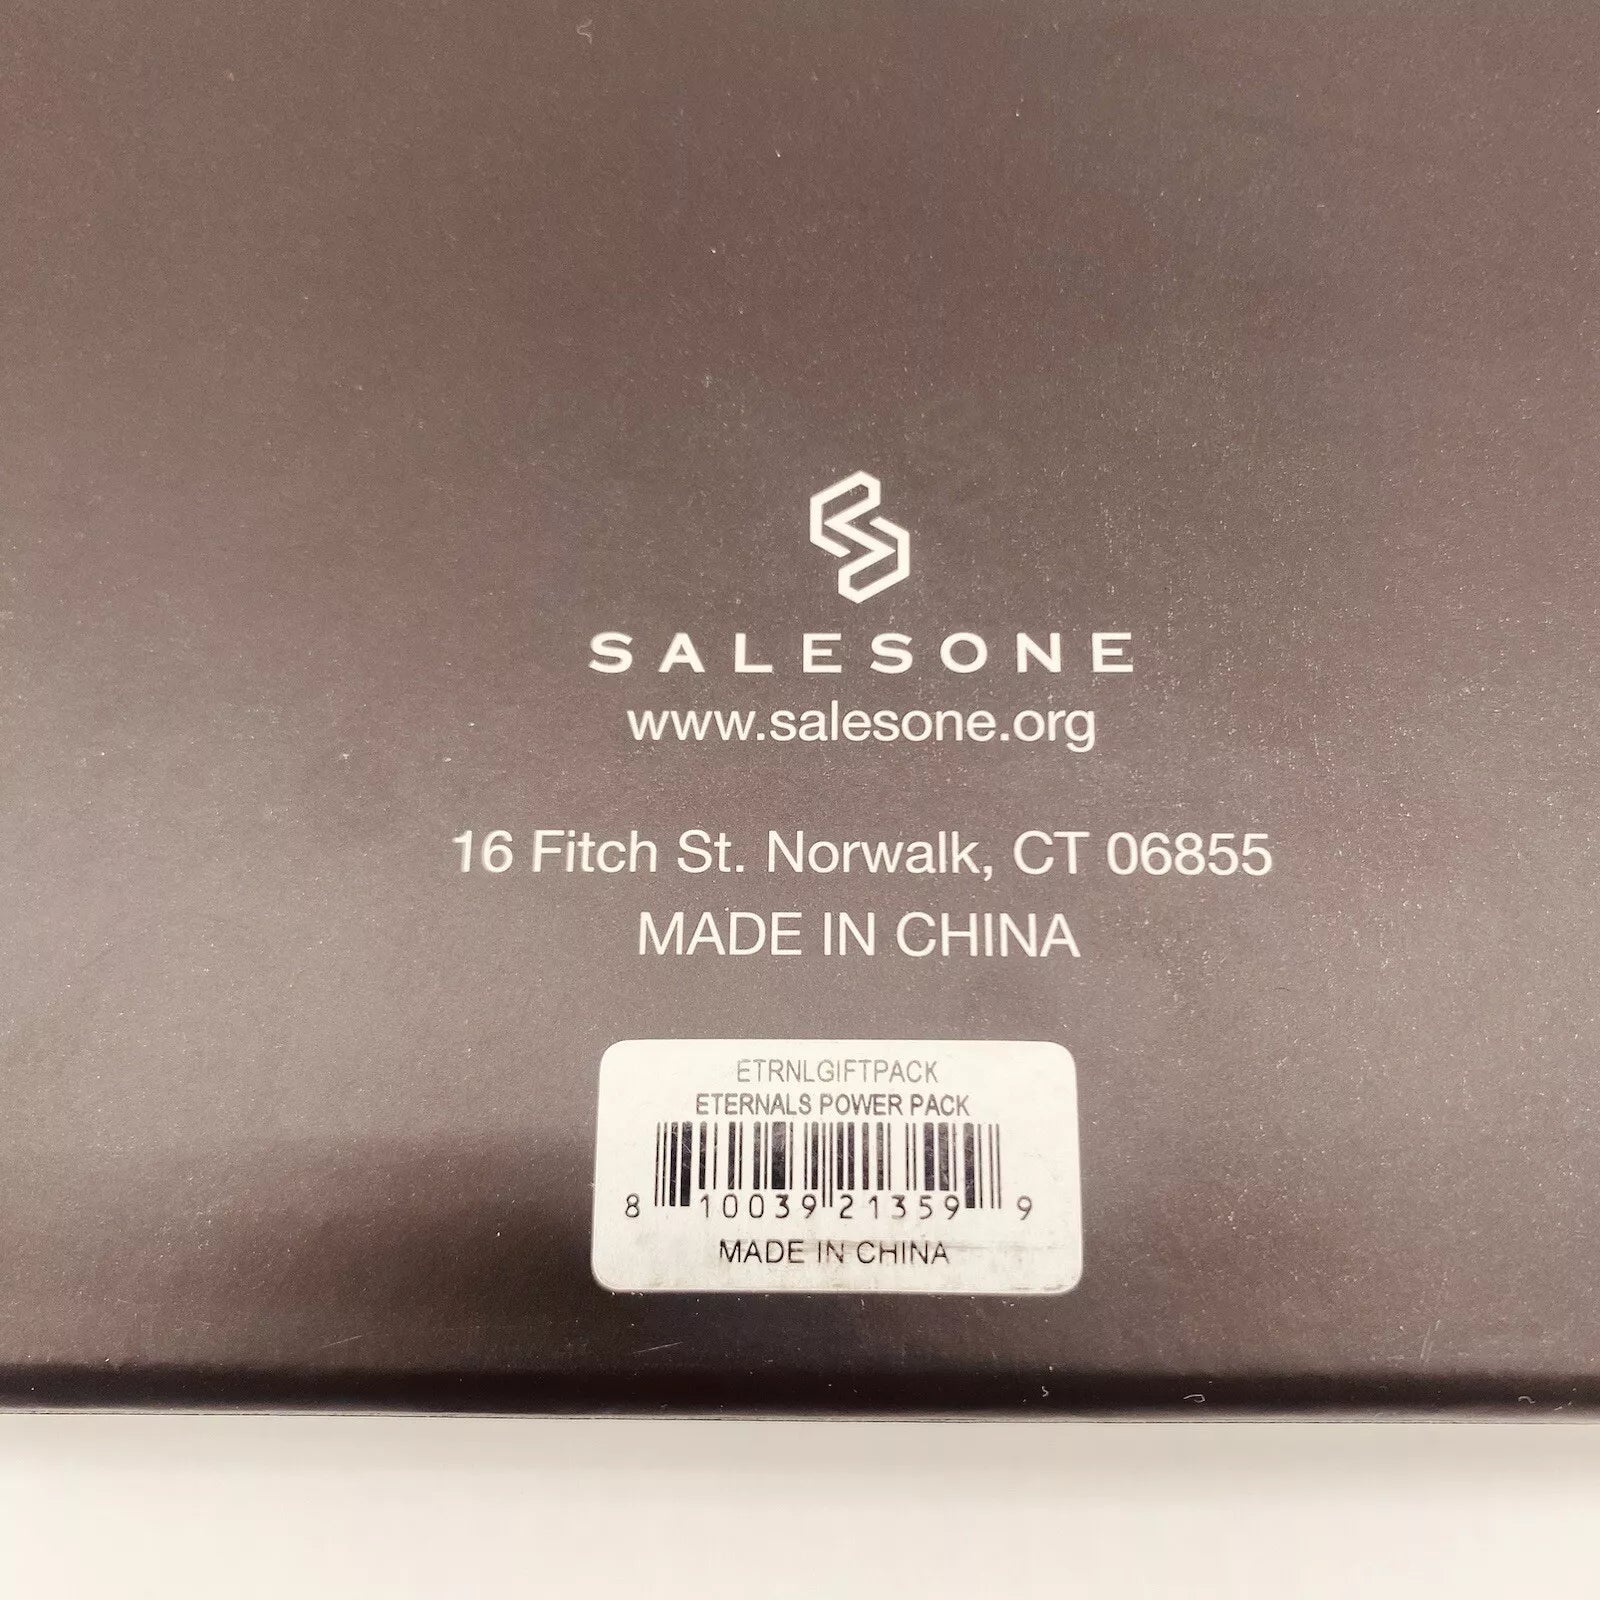 SALESONE
www.salesone.org
16 Fitch St. Norwalk, CT 06855
MADE IN CHINA
ETRNLGIFTPACK
ETERNALS POWER PACK
8 10039 21359 9
MADE IN CHINA